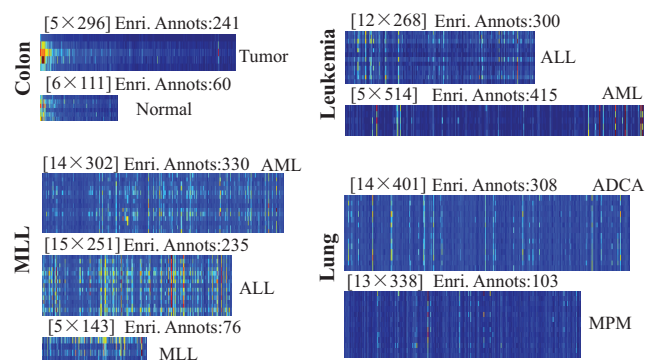 Colon
[5×296] Enri. Annots:241
Tumor
[6×111] Enri. Annots:60
Normal
Leukemia
[12×268] Enri. Annots:300
ALL
[5×514] Enri. Annots:415 AML
MLL
[14×302] Enri. Annots:330 AML
[15×251] Enri. Annots:235
ALL
[5×143] Enri. Annots:76
MLL
Lung
[14×401] Enri. Annots:308 ADCA
[13×338] Enri. Annots:103
MPM